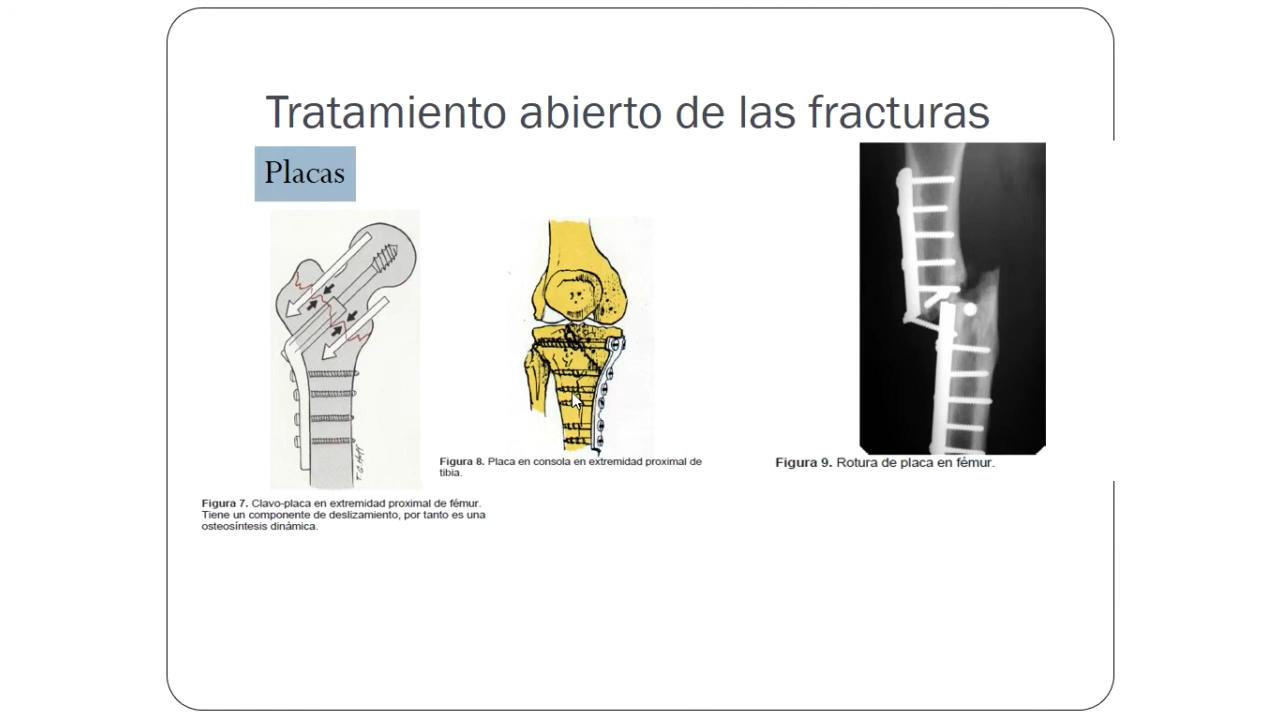 Tratamiento abierto de las fracturas
Placas
Figura 8. Placa en consola en extremidad proximal de
tibia.
Figura 9. Rotura de placa en fémur.
Figura 7. Clavo-placa en extremidad proximal de fémur.
Tiene un componente de deslizamiento, por tanto es una
osteosíntesis dinámica.